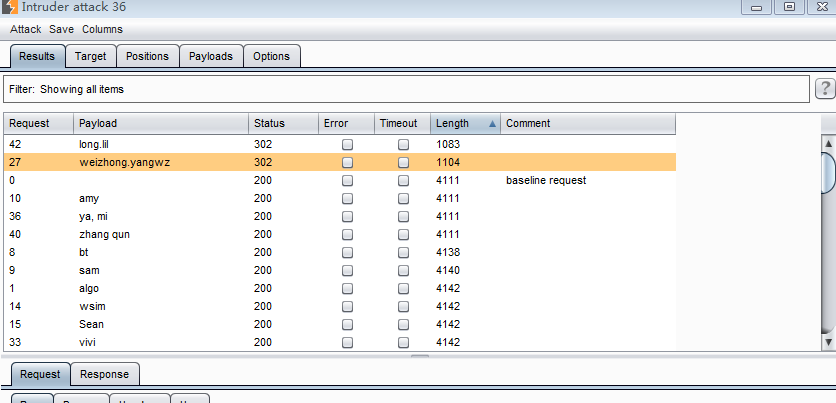 Intruder attack 36
Attack Save Columns
Results Target Positions Payloads Options
Filter: Showing all items
?
Request Payload Status Error Timeout Length Comment
42 long.lil 302 1083
27 weizhong.yangwz 302 1104
0 200 4111 baseline request
10 amy 200 4111
36 ya, mi 200 4111
40 zhang qun 200 4111
8 bt 200 4138
9 sam 200 4140
1 algo 200 4142
14 wsim 200 4142
15 Sean 200 4142
33 vivi 200 4142
Request Response